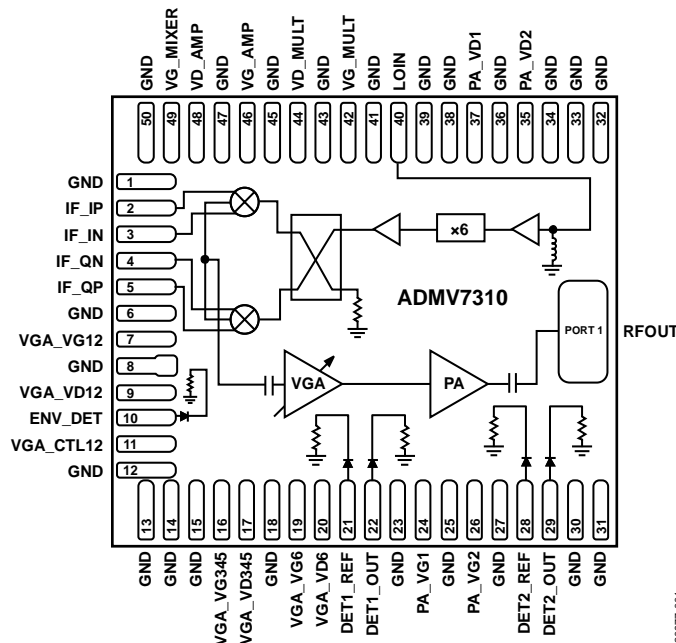 GND
VG_MIXER
VD_AMP
GND
VG_AMP
GND
VD_MULT
GND
VG_MULT
GND
LOIN
GND
GND
PA_VD1
GND
PA_VD2
GND
GND
GND
50
49
48
47
46
45
44
43
42
41
40
39
38
37
36
35
34
33
32
GND 1
IF_IP 2
IF_IN 3
IF_QN 4
IF_QP 5
GND 6
VGA_VG12 7
GND 8
VGA_VD12 9
ENV_DET 10
VGA_CTL12 11
GND 12
×6
ADMV7310
PORT 1
RFOUT
VGA
PA
13
14
15
16
17
18
19
20
21
22
23
24
25
26
27
28
29
30
31
GND
GND
GND
VGA_VG345
VGA_VD345
GND
VGA_VG6
VGA_VD6
DET1_REF
DET1_OUT
GND
PA_VG1
GND
PA_VG2
GND
DET2_REF
DET2_OUT
GND
GND